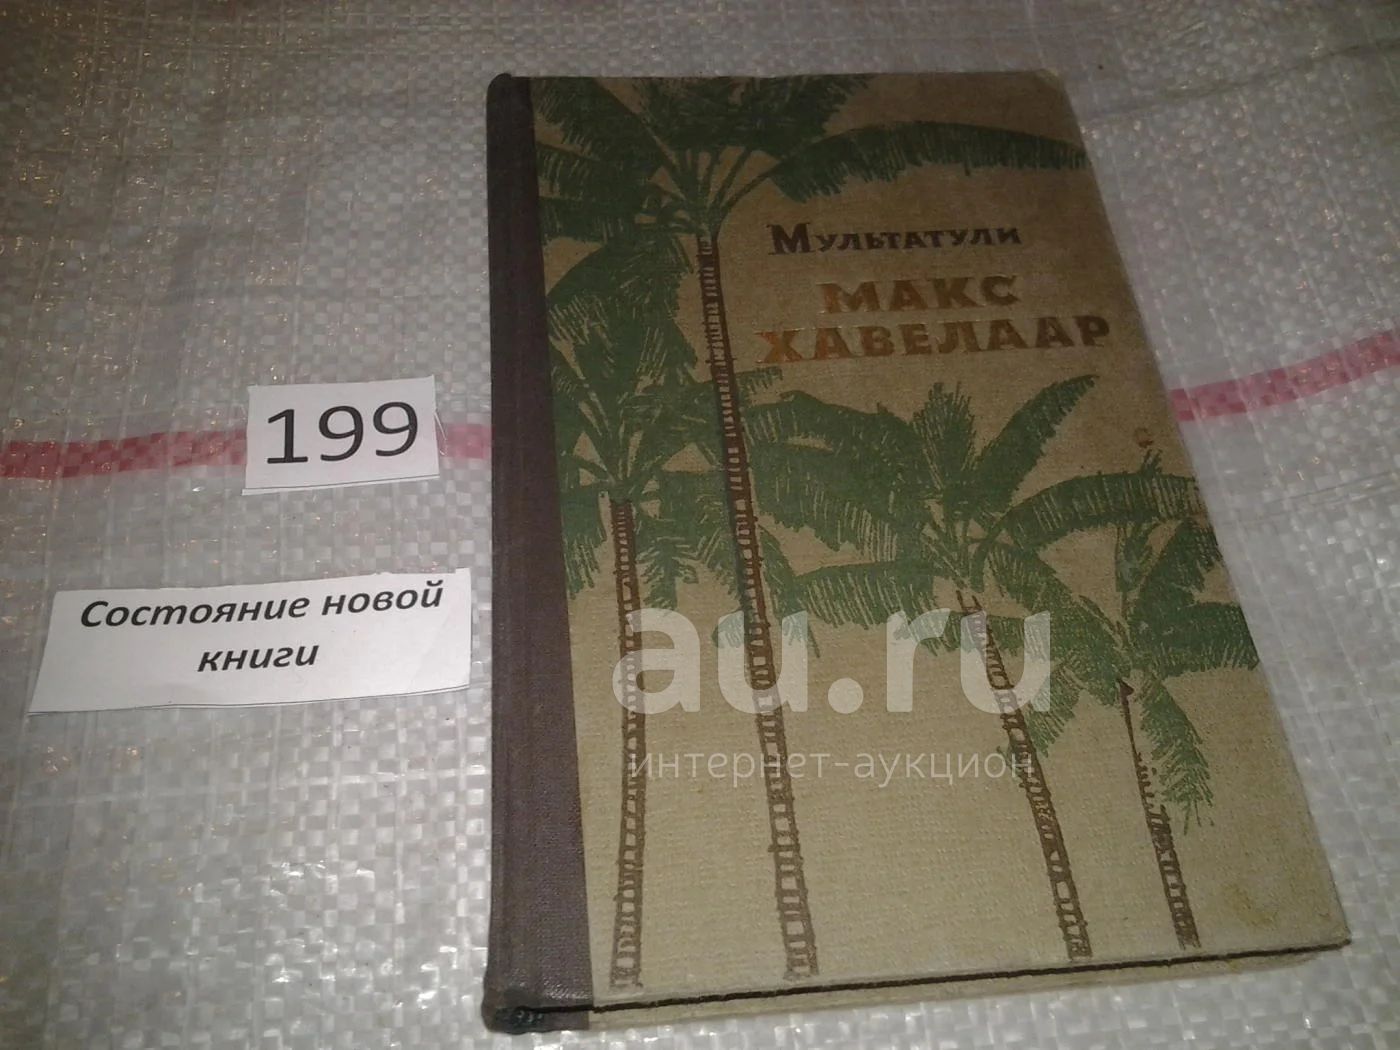 Мультатули
МАКС
ХАВЕЛААР
199
Состояние новой
книги
au.ru
интернет-аукцион